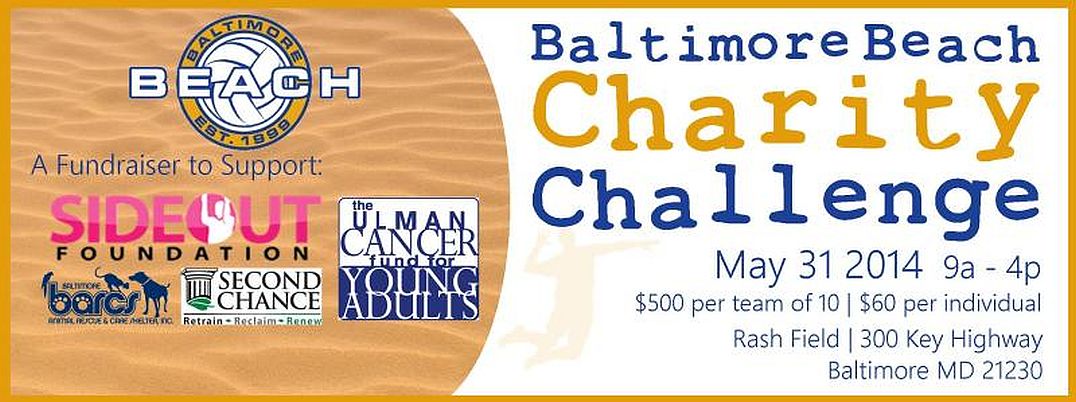 BALTIMORE
BEACH
EST. 1999
A Fundraiser to Support:
SIDEOUT
FOUNDATION
BALTIMORE
barcs
ANIMAL RESCUE & CARE SHELTER, INC.
SECOND
CHANCE
Retrain - Reclaim - Renew
the
ULMAN
CANCER
fund for
YOUNG
ADULTS
Baltimore Beach
Charity
Challenge
May 31 2014 9a - 4p
$500 per team of 10 | $60 per individual
Rash Field | 300 Key Highway
Baltimore MD 21230